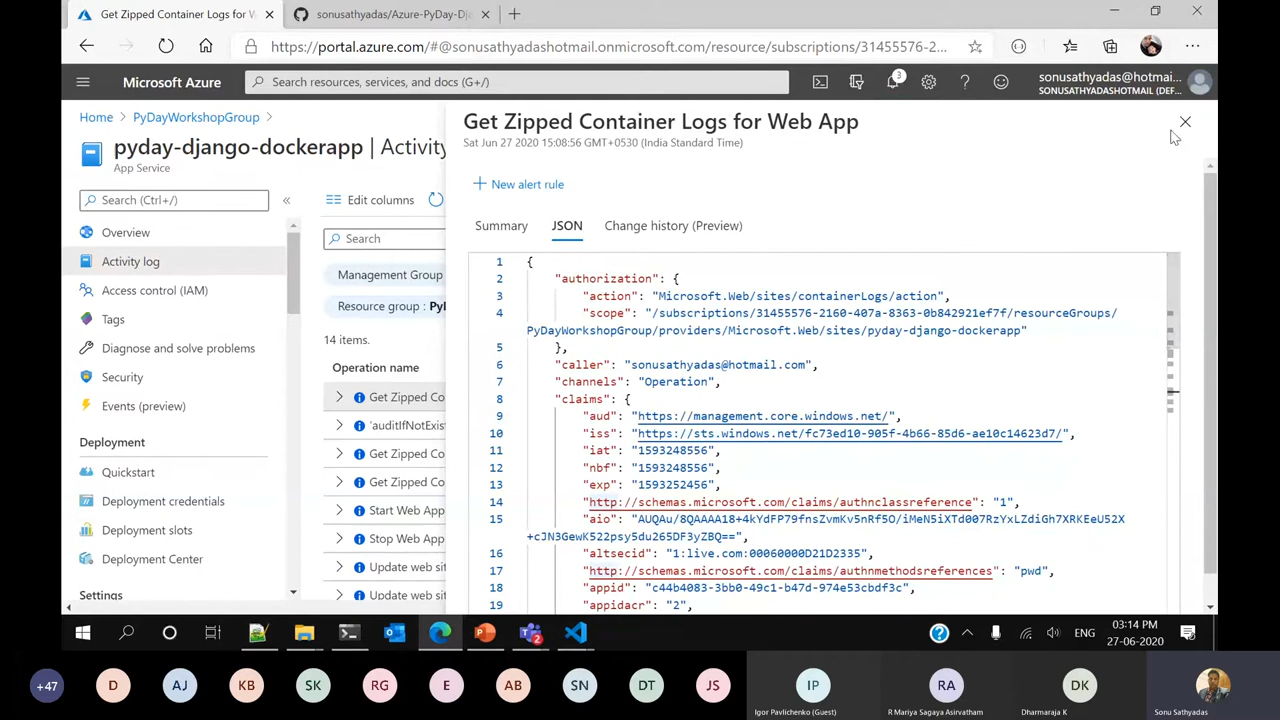 Get Zipped Container Logs for W
sonusathyadas/Azure-PyDay-Dj
https://portal.azure.com/#@sonusathyadashotmail.onmicrosoft.com/resource/subscriptions/31455576-2...
Microsoft Azure
Search resources, services, and docs (G+/)
3
sonusathyadas@hotmai...
SONUSATHYADASHOTMAIL (DEF...
Home > PyDayWorkshopGroup >
pyday-django-dockerapp | Activity
App Service
Search (Ctrl+/)
«
Overview
Activity log
Access control (IAM)
Tags
Diagnose and solve problems
Security
Events (preview)
Deployment
Quickstart
Deployment credentials
Deployment slots
Deployment Center
Settings
Edit columns
Search
Management Group
Resource group : Py
14 items.
Operation name
Get Zipped Co
'auditIfNotExis
Get Zipped Co
Get Zipped Co
Start Web App
Stop Web App
Update web sit
Update web sit
Get Zipped Container Logs for Web App
Sat Jun 27 2020 15:08:56 GMT+0530 (India Standard Time)
New alert rule
Summary JSON Change history (Preview)
1 {
2 "authorization": {
3 "action": "Microsoft.Web/sites/containerLogs/action",
4 "scope": "/subscriptions/31455576-2160-407a-8363-0b842921ef7f/resourceGroups/
PyDayWorkshopGroup/providers/Microsoft.Web/sites/pyday-django-dockerapp"
5 },
6 "caller": "sonusathyadas@hotmail.com",
7 "channels": "Operation",
8 "claims": {
9 "aud": "https://management.core.windows.net/",
10 "iss": "https://sts.windows.net/fc73ed10-905f-4b66-85d6-ae10c14623d7/",
11 "iat": "1593248556",
12 "nbf": "1593248556",
13 "exp": "1593252456",
14 "http://schemas.microsoft.com/claims/authnclassreference": "1",
15 "aio": "AUQAu/8QAAAA18+4kYdFP79fnsZvmKv5nRf5O/iMeN5iXTd007RzYxLZdiGh7XRKEeU52X
+cJN3GewK522psy5du265DF3yZBQ==",
16 "altsecid": "1:live.com:00060000D21D2335",
17 "http://schemas.microsoft.com/claims/authnmethodsreferences": "pwd",
18 "appid": "c44b4083-3bb0-49c1-b47d-974e53cbdf3c",
19 "appidacr": "2",
2
ENG
03:14 PM
27-06-2020
+47
D
AJ
KB
SK
RG
E
AB
SN
DT
JS
IP
Igor Pavlichenko (Guest)
RA
R Mariya Sagaya Asirvatham
DK
Dharmaraja K
Sonu Sathyadas